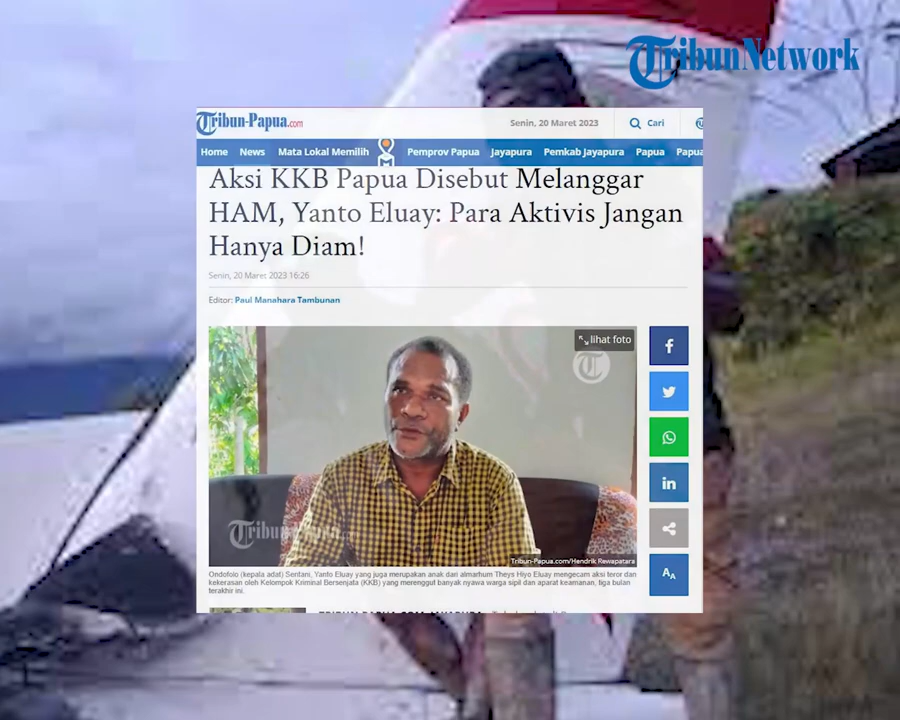 TribunNetwork
Tribun-Papua.com
Senin, 20 Maret 2023
Cari
Home News Mata Lokal Memilih Pemprov Papua Jayapura Pemkab Jayapura Papua Papua
Aksi KKB Papua Disebut Melanggar
HAM, Yanto Eluay: Para Aktivis Jangan
Hanya Diam!
Senin, 20 Maret 2023 16:26
Editor: Paul Manahara Tambunan
lihat foto
Tribun-Papua.com/Hendrik Rewapatara
Ondofolo (kepala adat) Sentani, Yanto Eluay yang juga merupakan anak dari almarhum Theys Hiyo Eluay mengecam aksi teror dan
kekerasan oleh Kelompok Kriminal Bersenjata (KKB) yang merenggut banyak nyawa warga sipil dan aparat keamanan, tiga bulan
terakhir ini.